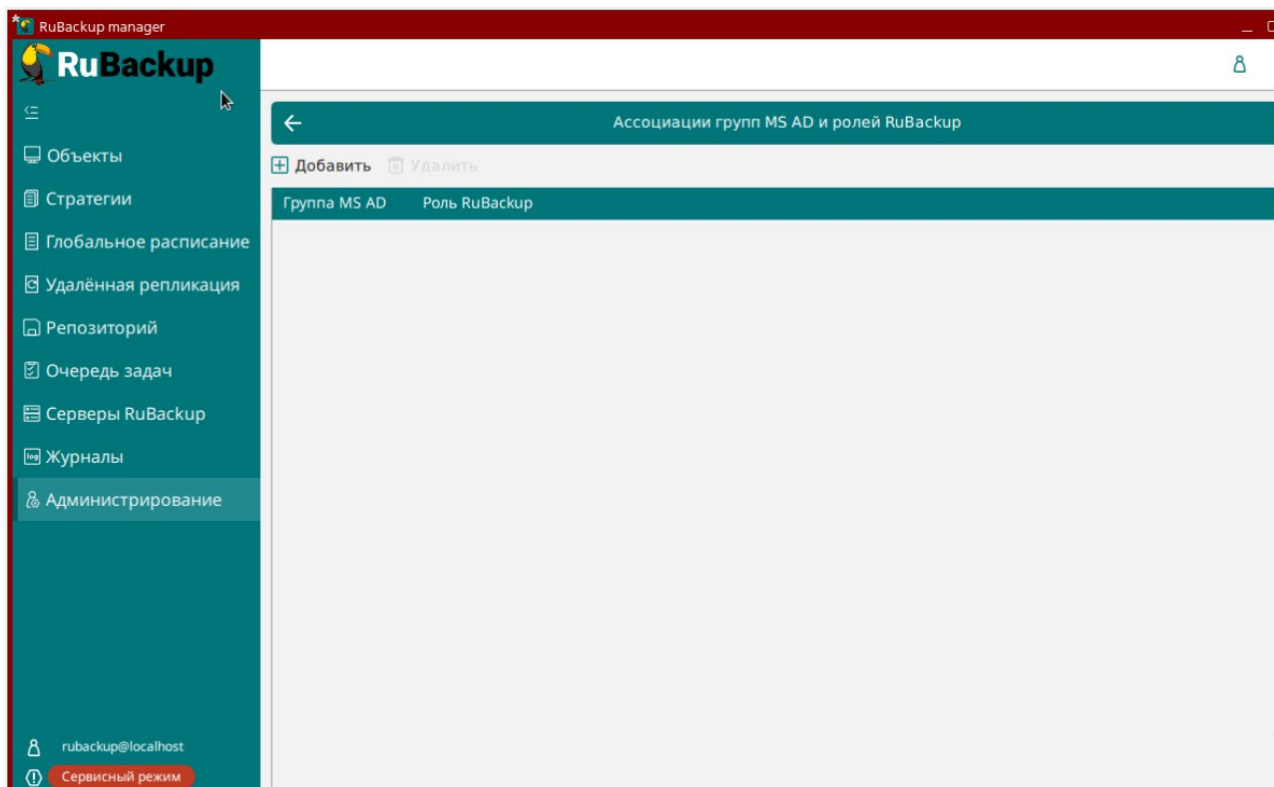 RuBackup manager
RuBackup
Ассоциации групп MS AD и ролей RuBackup
Добавить Удалить
Группа MS AD Роль RuBackup
Объекты
Стратегии
Глобальное расписание
Удалённая репликация
Репозиторий
Очередь задач
Серверы RuBackup
log Журналы
Администрирование
rubackup@localhost
Сервисный режим